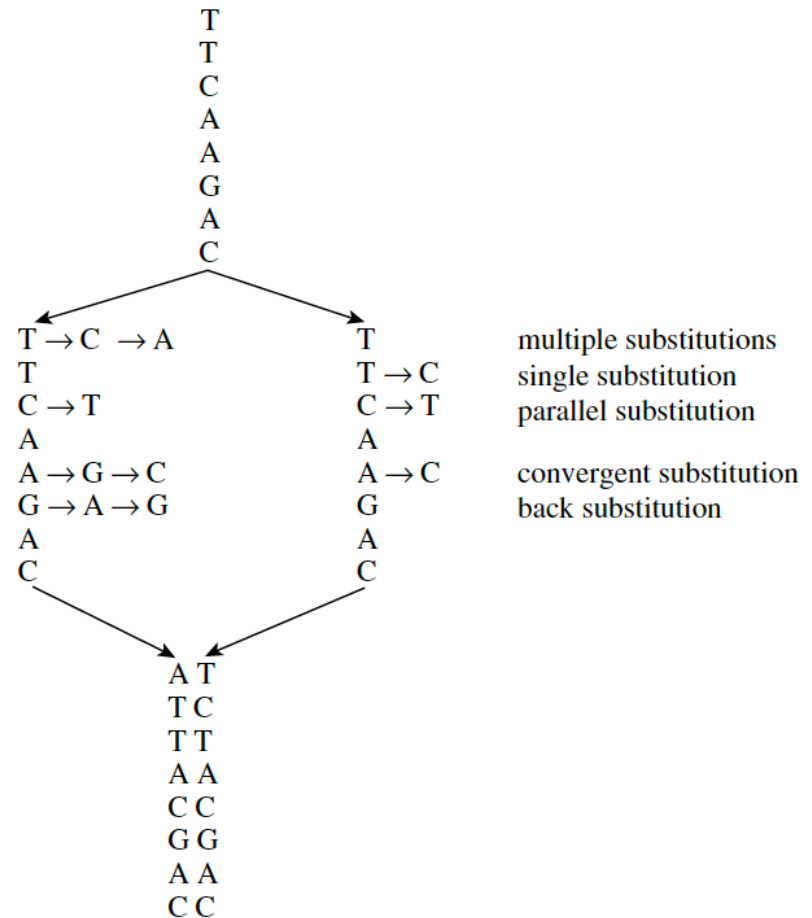 T
T
C
A
A
G
A
C
T → C → A T multiple substitutions
T T → C single substitution
C → T C → T parallel substitution
A A
A → G → C A → C convergent substitution
G → A → G G back substitution
A A
C C
A T
T C
T T
A A
C C
G G
A A
C C